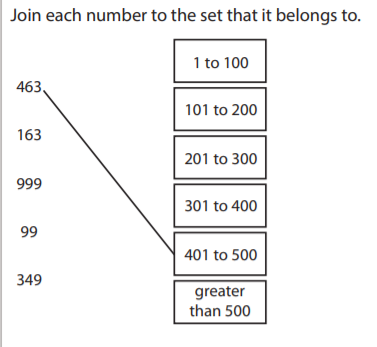 Join each number to the set that it belongs to.
1 to 100
463
101 to 200
163
201 to 300
999
301 to 400
99
401 to 500
349
greater
than 500